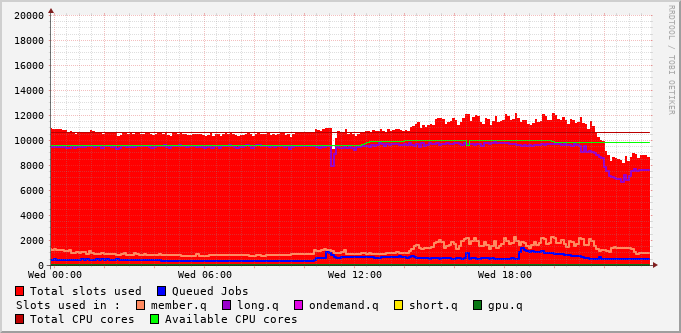 20000
18000
16000
14000
12000
10000
8000
6000
4000
2000
0
Wed 00:00 Wed 06:00 Wed 12:00 Wed 18:00
Total slots used Queued Jobs
Slots used in : member.q long.q ondemand.q short.q gpu.q
Total CPU cores Available CPU cores
RRDTOOL / TOBI OETIKER